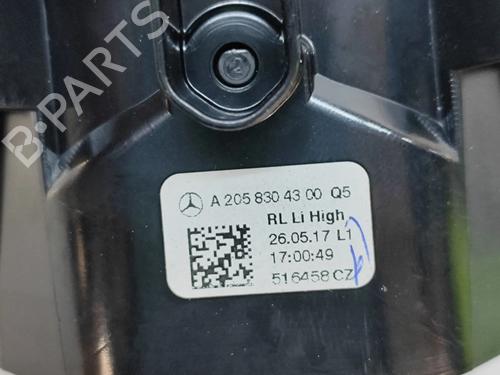 B-PARTS
A 205 830 43 00 Q5
RL Li High
26.05.17 L1
17:00:49
516458 CZ